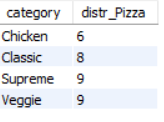 category distr_Pizza
Chicken 6
Classic 8
Supreme 9
Veggie 9